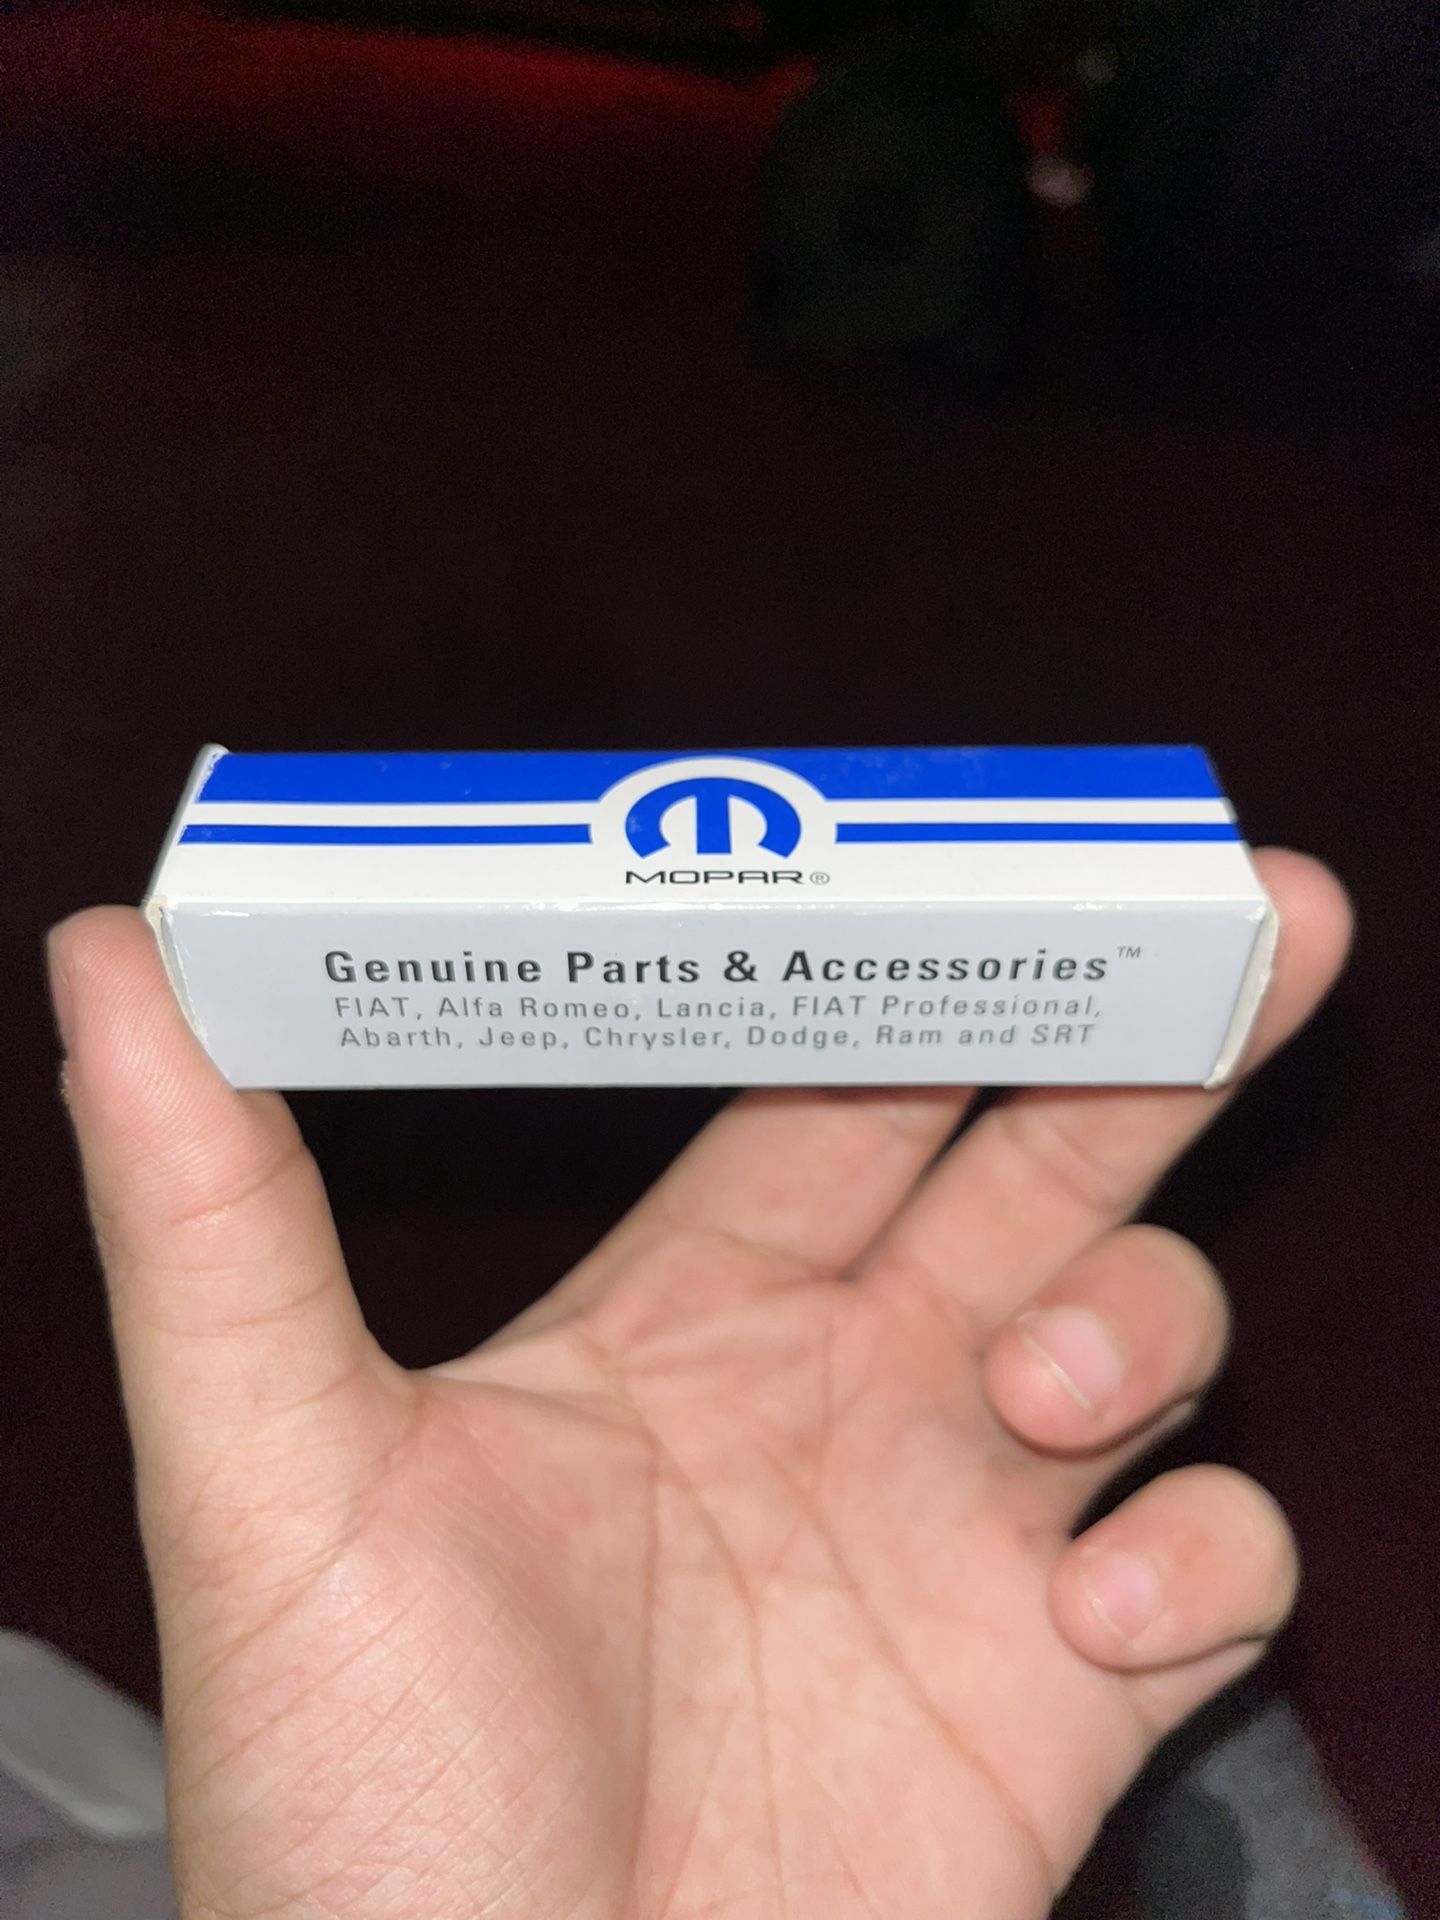 MOPAR®
Genuine Parts & Accessories™
FIAT, Alfa Romeo, Lancia, FIAT Professional,
Abarth, Jeep, Chrysler, Dodge, Ram and SRT